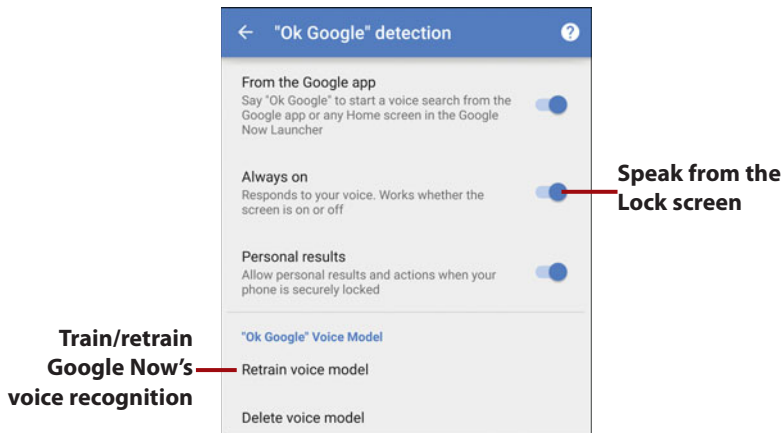 "Ok Google" detection
From the Google app
Say "Ok Google" to start a voice search from the
Google app or any Home screen in the Google
Now Launcher
Always on
Responds to your voice. Works whether the
screen is on or off
Speak from the
Lock screen
Personal results
Allow personal results and actions when your
phone is securely locked
"Ok Google" Voice Model
Train/retrain
Google Now’s
voice recognition
Retrain voice model
Delete voice model